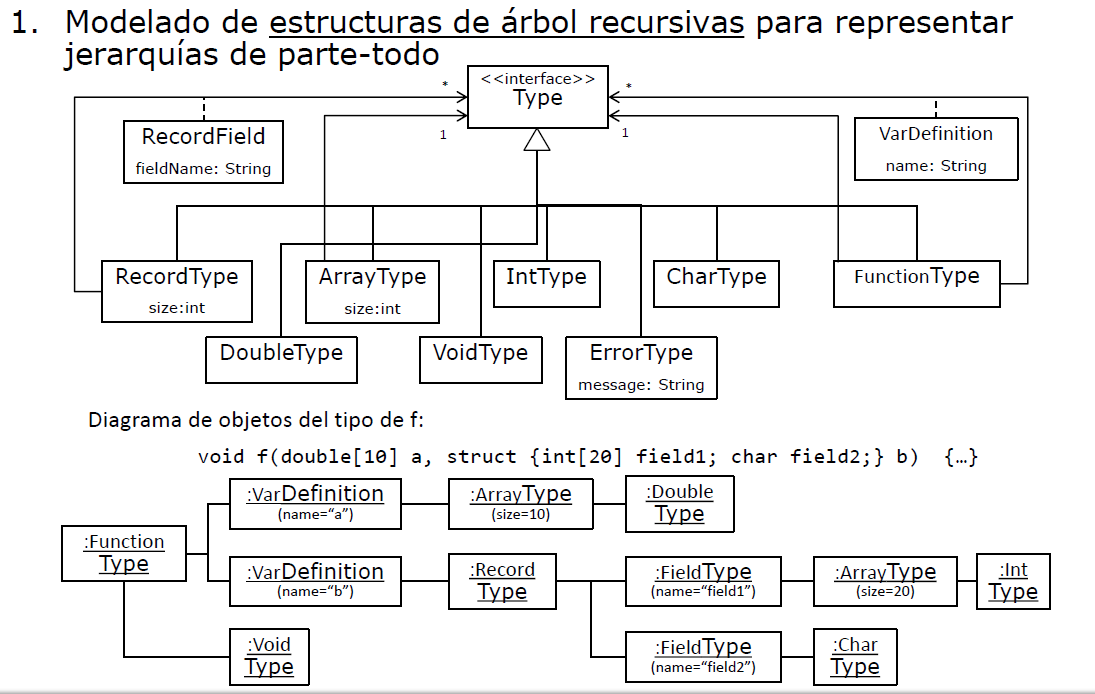 1. Modelado de estructuras de árbol recursivas para representar
jerarquías de parte-todo
<<interface>>
Type
*
*
1
1
RecordField
fieldName: String
VarDefinition
name: String
RecordType
size:int
ArrayType
size:int
IntType
CharType
FunctionType
DoubleType
VoidType
ErrorType
message: String
Diagrama de objetos del tipo de f:
void f(double[10] a, struct {int[20] field1; char field2;} b) {…}
:VarDefinition
(name=“a”)
:ArrayType
(size=10)
:Double
Type
:Function
Type
:VarDefinition
(name=“b”)
:Record
Type
:FieldType
(name=“field1”)
:ArrayType
(size=20)
:Int
Type
:Void
Type
:FieldType
(name=“field2”)
:Char
Type